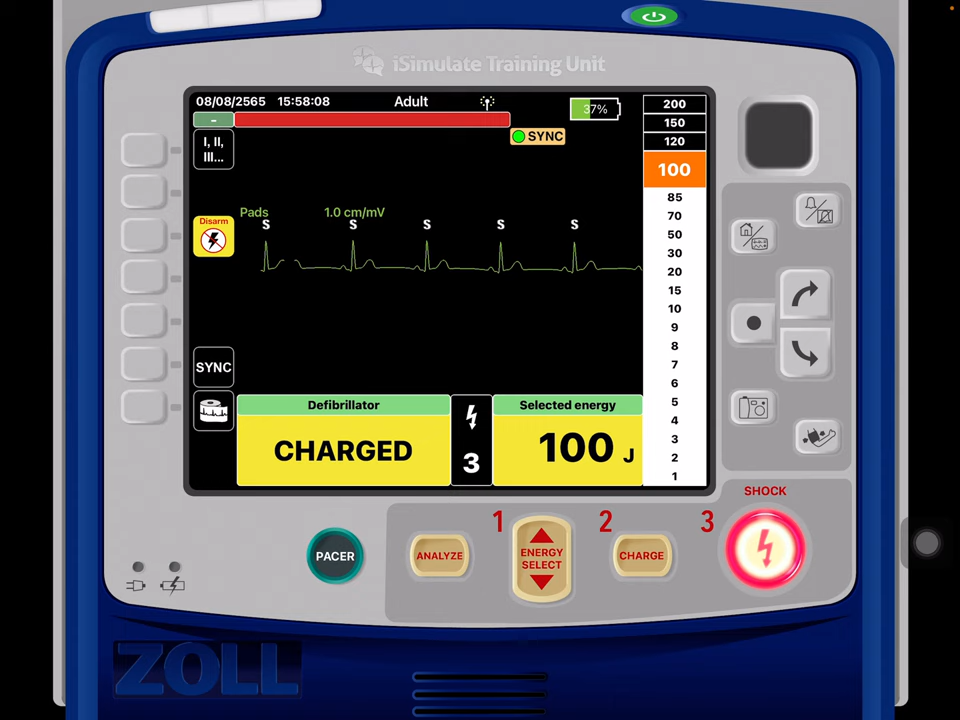 iSimulate Training Unit
08/08/2565 15:58:08 Adult 37%
-
SYNC
I, II,
III...
200
150
120
100
85
70
50
30
20
15
10
9
8
7
6
5
4
3
2
1
Disarm
Pads 1.0 cm/mV
S S S S S
SYNC
Defibrillator
CHARGED
3
Selected energy
100 J
SHOCK
1 2 3
PACER
ANALYZE
ENERGY
SELECT
CHARGE
ZOLL